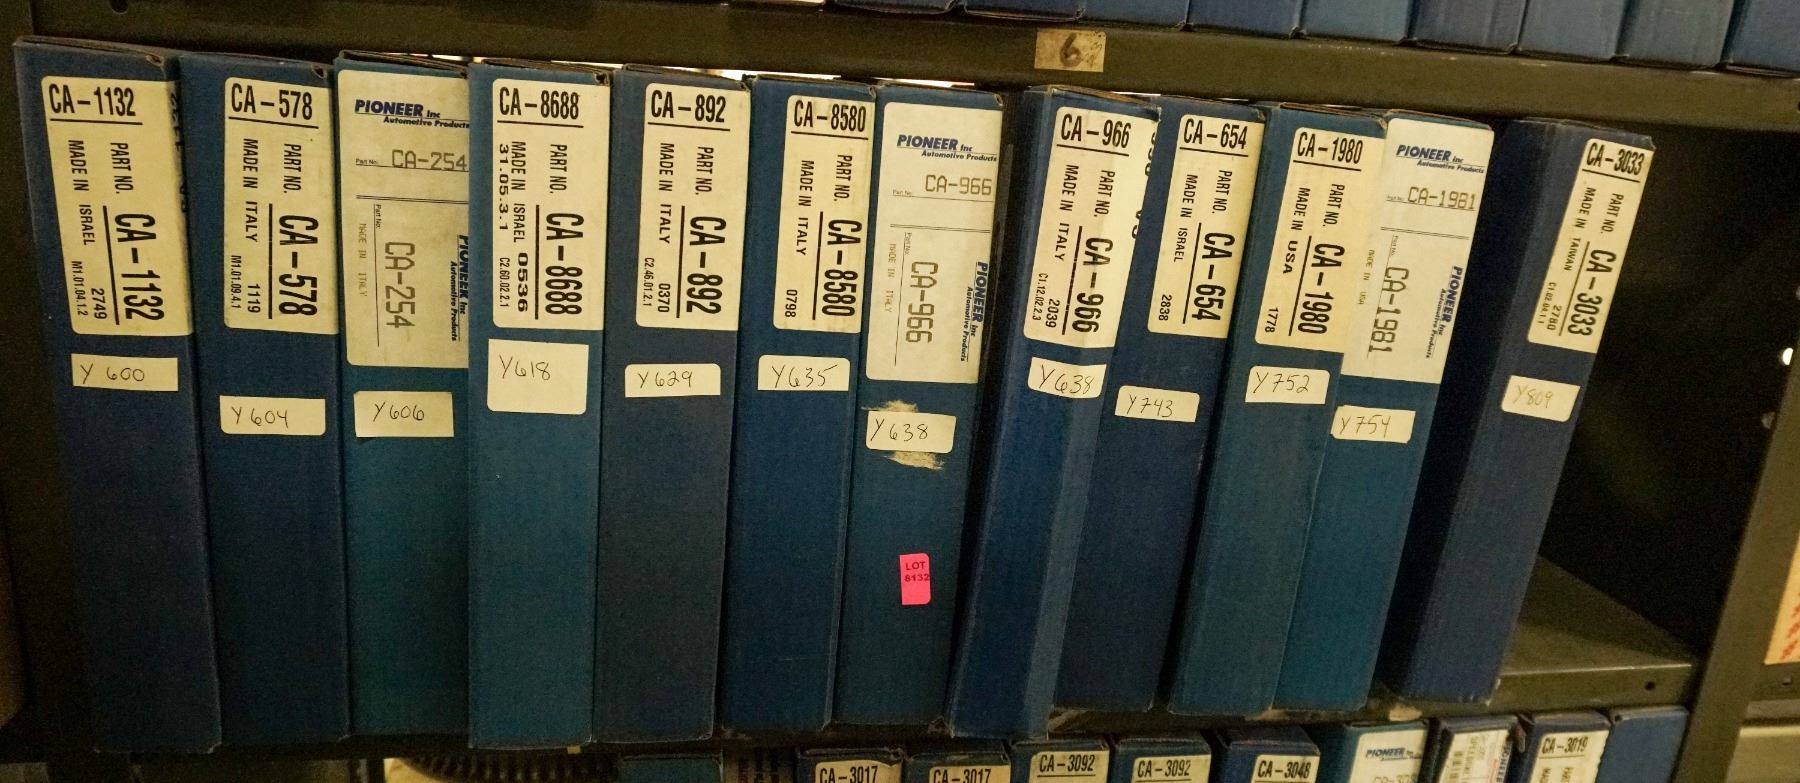 6
CA-1132
PART NO. CA-1132
MADE IN ISRAEL 2749
M1.01.04.1.2
Y 600
CA-578
PART NO. CA-578
MADE IN ITALY 1119
M1.01.09.4.1
Y 604
PIONEER Inc
Automotive Products
Part No. CA-254
Part No. CA-254
MADE IN ITALY
PIONEER Inc
Automotive Products
Y606
CA-8688
PART NO. CA-8688
MADE IN ISRAEL 0536
31.05.3.1 C2.60.02.2.1
Y618
CA-892
PART NO. CA-892
MADE IN ITALY 0370
C2.46.01.2.1
Y629
CA-8580
PART NO. CA-8580
MADE IN ITALY 0798
Y635
PIONEER Inc
Automotive Products
Part No. CA-966
Part No. CA-966
MADE IN ITALY
PIONEER Inc
Automotive Products
Y638
LOT
8132
CA-966
PART NO. CA-966
MADE IN ITALY 2039
C1.12.02.2.3
Y638
CA-654
PART NO. CA-654
MADE IN ISRAEL 2838
Y743
CA-1980
PART NO. CA-1980
MADE IN USA 1778
Y752
PIONEER Inc
Automotive Products
Part No. CA-1981
Part No. CA-1981
MADE IN USA
PIONEER Inc
Automotive Products
Y754
CA-3033
PART NO. CA-3033
MADE IN TAIWAN 2780
C1.02.04.1.1
Y809
CA-3017
CA-3017
CA-3092
CA-3092
CA-3048
PIONEER
CA-3019